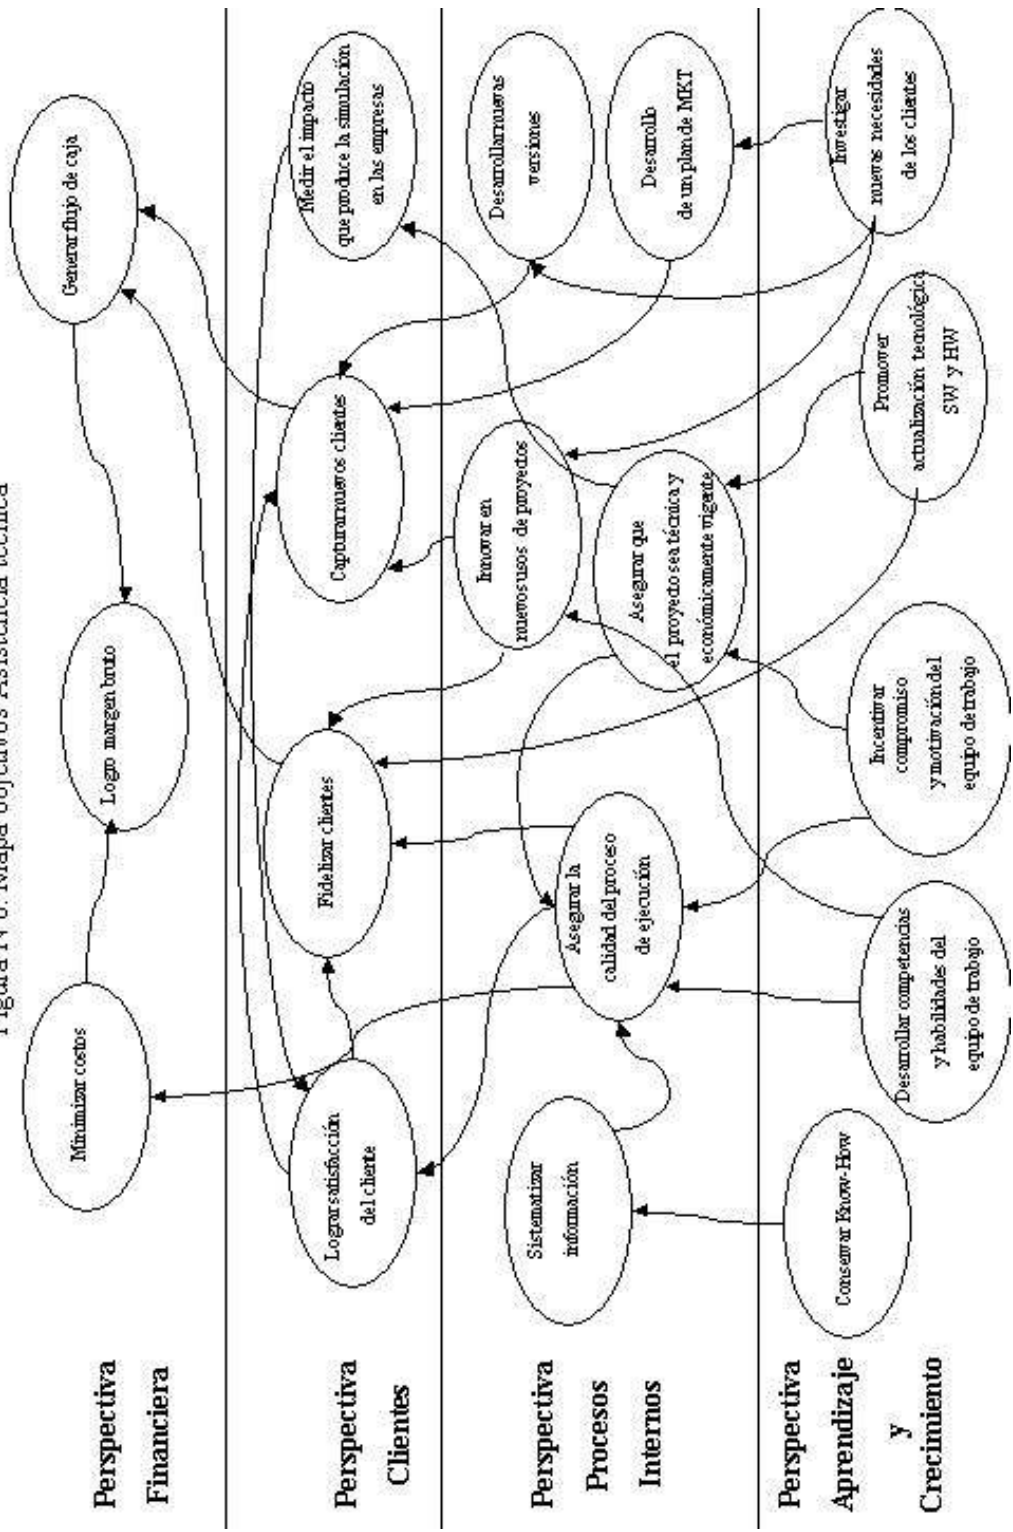 Figura Mapa objetivos Asistencia técnica
Perspectiva
Financiera
Minimizar costos
Logro margen bruto
Generar flujo de caja
Perspectiva
Clientes
Lograr satisfacción
del cliente
Fidelizar clientes
Capturar nuevos clientes
Medir el impacto
que produce la simulación
en las empresas
Perspectiva
Procesos
Internos
Sistematizar
información
Asegurar la
calidad del proceso
de ejecución
Innovar en
nuevos usos de proyectos
Asegurar que
el proyecto sea técnica y
económicamente vigente
Desarrollar nuevas
versiones
Desarrollo
de un plan de MKT
Perspectiva
Aprendizaje
y
Crecimiento
Conservar Know-How
Desarrollar competencias
y habilidades del
equipo de trabajo
Incentivar
compromiso
y motivación del
equipo de trabajo
Promover
actualización tecnológica
SW y HW
Investigar
nuevas necesidades
de los clientes